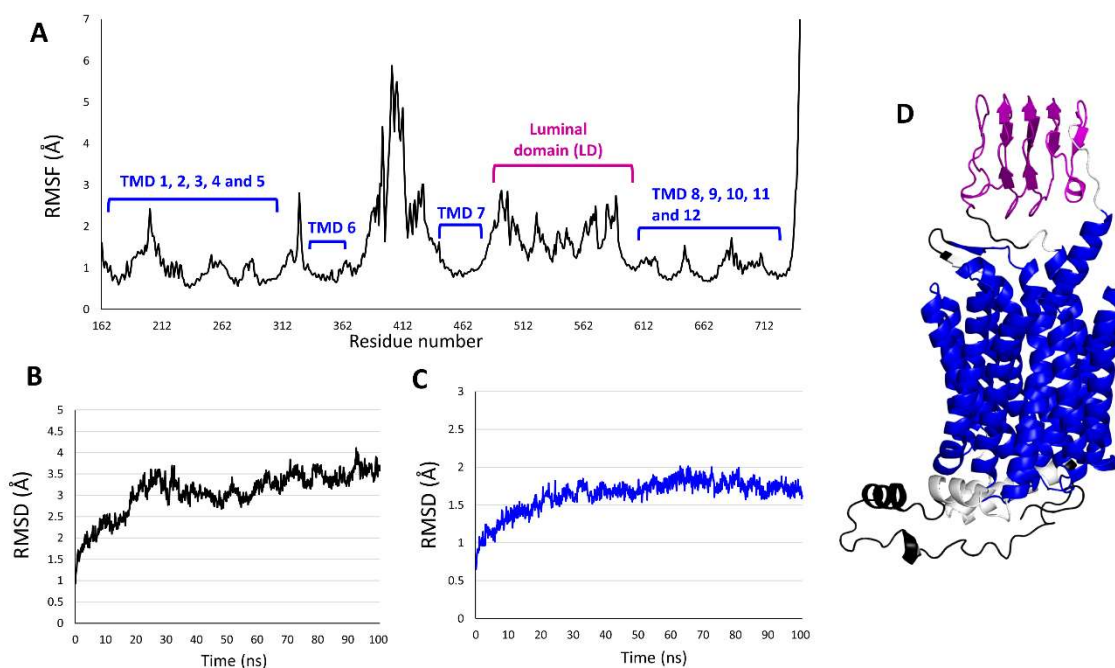 A
RMSF (Å)
7
6
5
4
3
2
1
0
TMD 1, 2, 3, 4 and 5
TMD 6
TMD 7
Luminal
domain (LD)
TMD 8, 9, 10, 11
and 12
162 212 262 312 362 412 462 512 562 612 662 712
Residue number
D
B
RMSD (Å)
5
4.5
4
3.5
3
2.5
2
1.5
1
0.5
0
0 10 20 30 40 50 60 70 80 90 100
Time (ns)
C
RMSD (Å)
3
2.5
2
1.5
1
0.5
0
0 10 20 30 40 50 60 70 80 90 100
Time (ns)